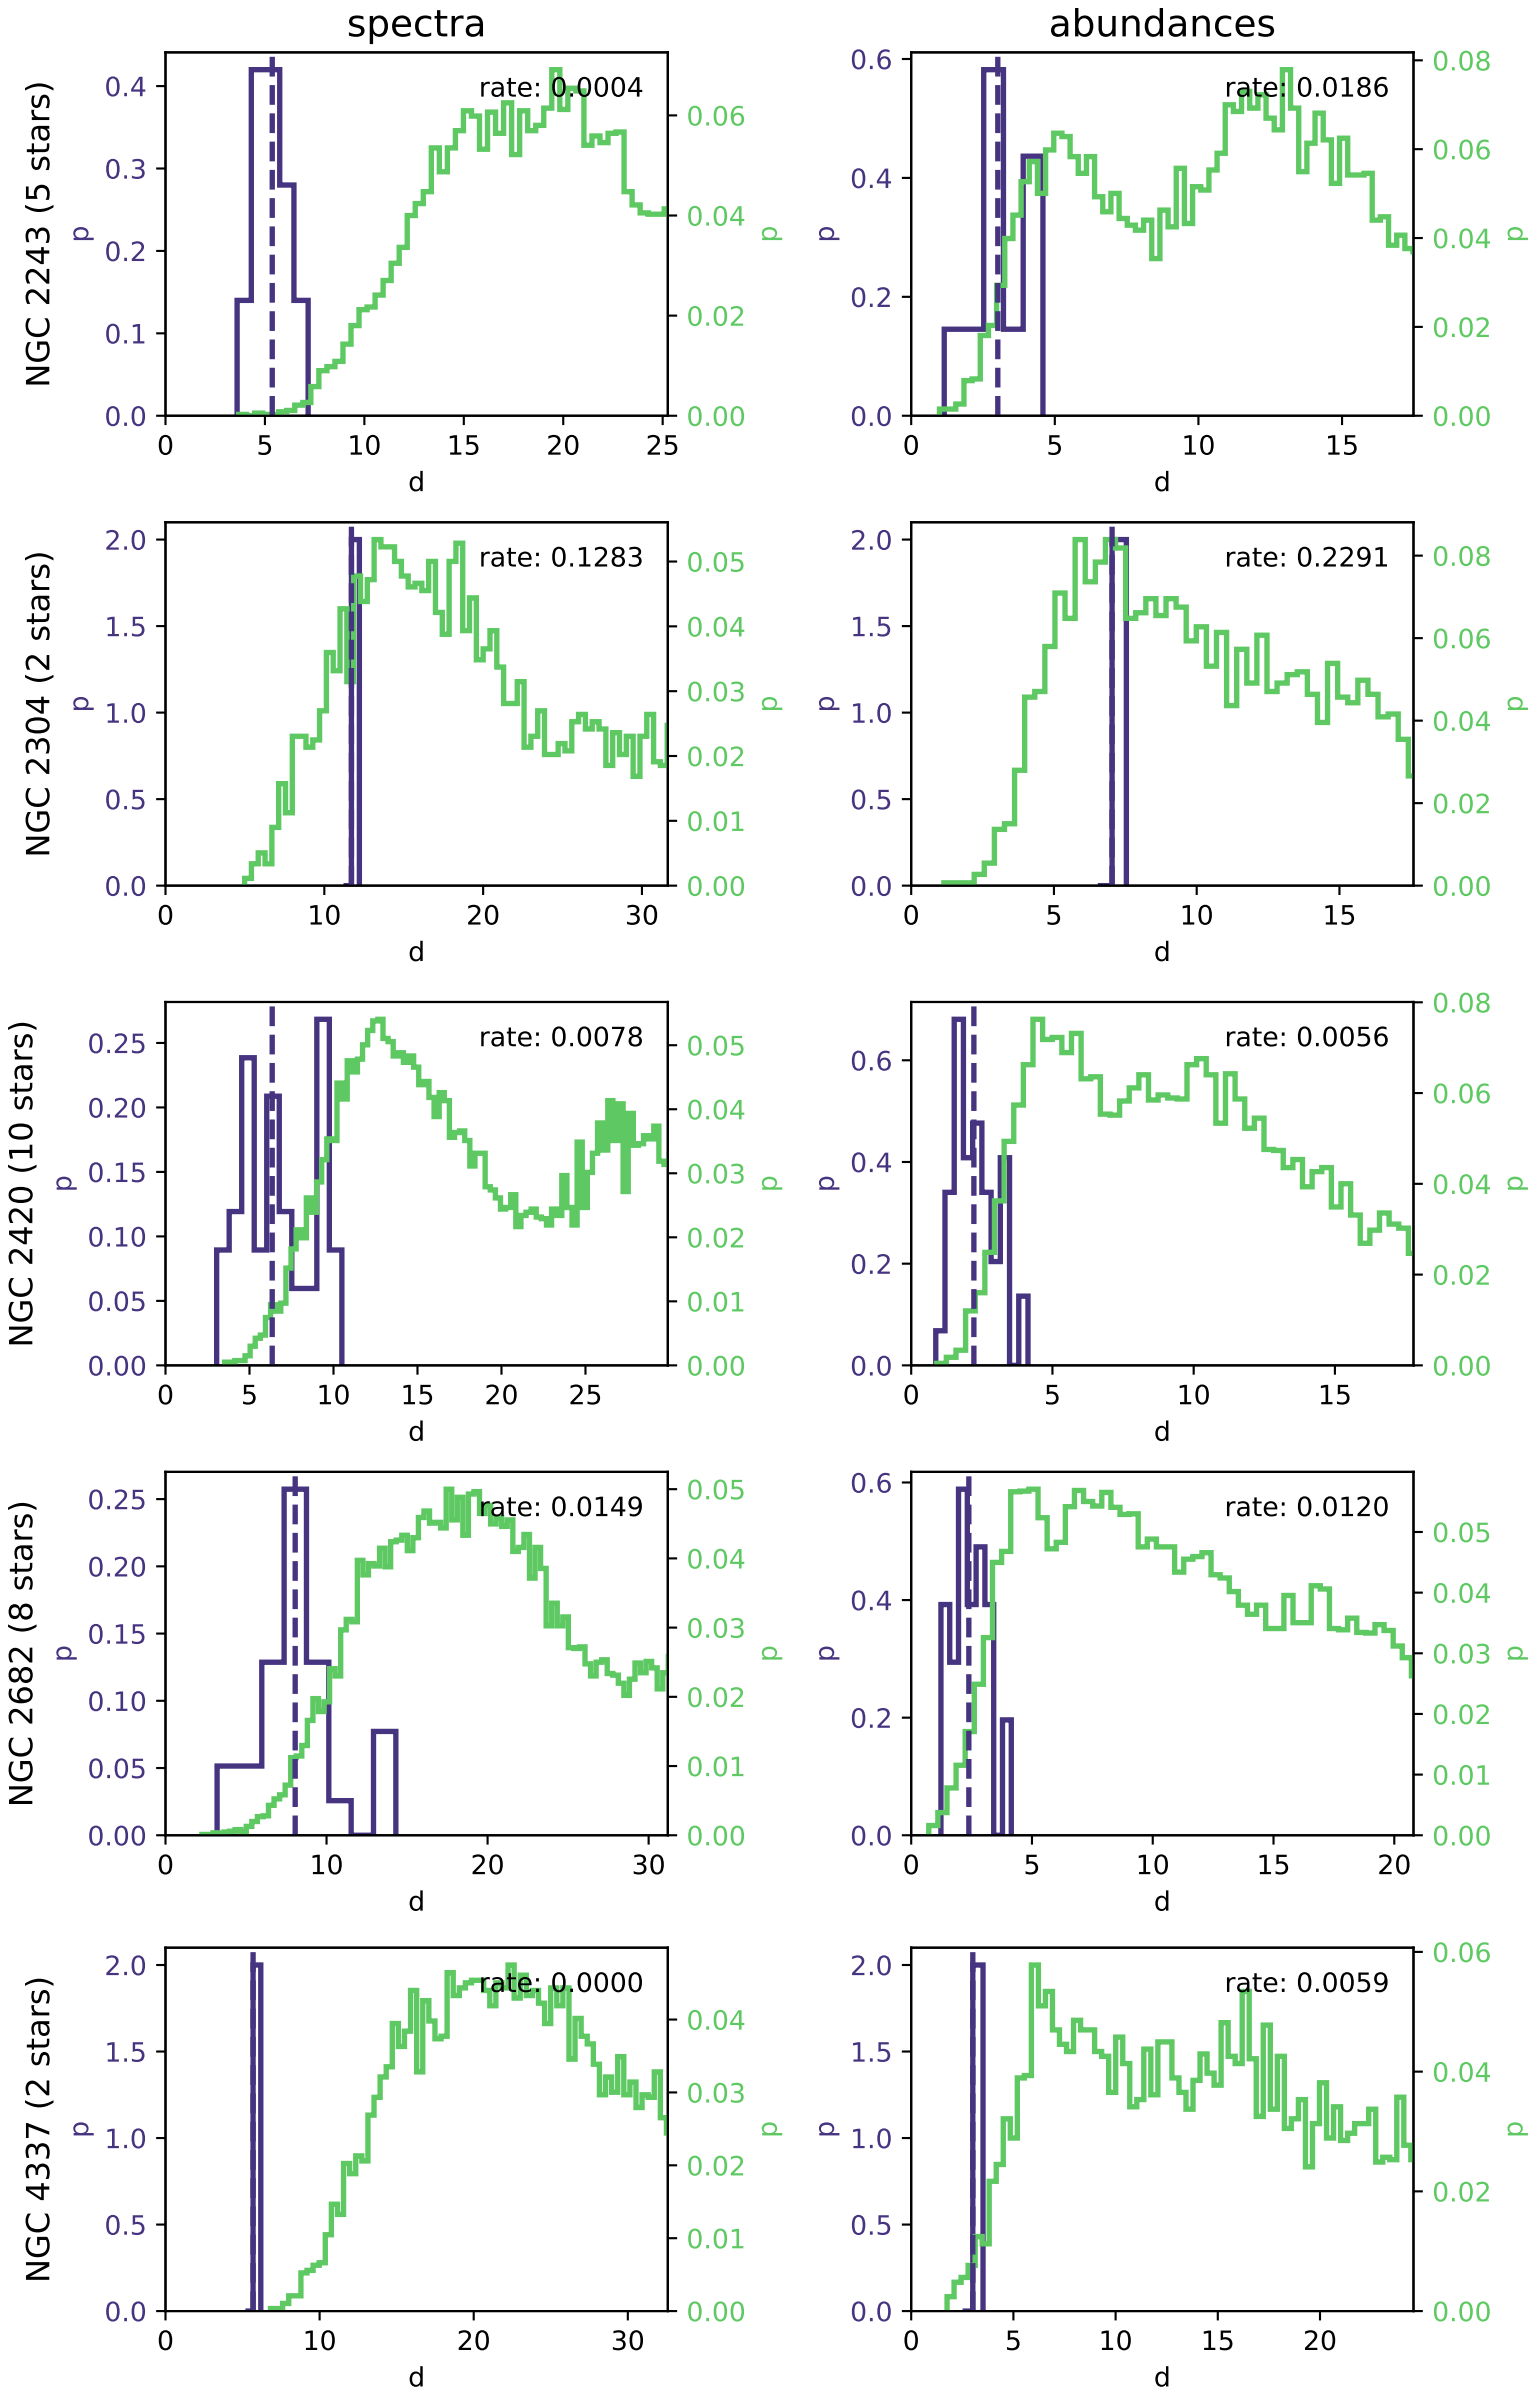 spectra
abundances
NGC 2243 (5 stars)
p
0.4
0.3
0.2
0.1
0.0
rate: 0.0004
0.06
0.04
0.02
0.00
p
0 5 10 15 20 25
d
p
0.6
0.4
0.2
0.0
rate: 0.0186
0.08
0.06
0.04
0.02
0.00
p
0 5 10 15
d
NGC 2304 (2 stars)
p
2.0
1.5
1.0
0.5
0.0
rate: 0.1283
0.05
0.04
0.03
0.02
0.01
0.00
p
0 10 20 30
d
p
2.0
1.5
1.0
0.5
0.0
rate: 0.2291
0.08
0.06
0.04
0.02
0.00
p
0 5 10 15
d
NGC 2420 (10 stars)
p
0.25
0.20
0.15
0.10
0.05
0.00
rate: 0.0078
0.05
0.04
0.03
0.02
0.01
0.00
p
0 5 10 15 20 25
d
p
0.6
0.4
0.2
0.0
rate: 0.0056
0.08
0.06
0.04
0.02
0.00
p
0 5 10 15
d
NGC 2682 (8 stars)
p
0.25
0.20
0.15
0.10
0.05
0.00
rate: 0.0149
0.05
0.04
0.03
0.02
0.01
0.00
p
0 10 20 30
d
p
0.6
0.4
0.2
0.0
rate: 0.0120
0.05
0.04
0.03
0.02
0.01
0.00
p
0 5 10 15 20
d
NGC 4337 (2 stars)
p
2.0
1.5
1.0
0.5
0.0
rate: 0.0000
0.04
0.03
0.02
0.01
0.00
p
0 10 20 30
d
p
2.0
1.5
1.0
0.5
0.0
rate: 0.0059
0.06
0.04
0.02
0.00
p
0 5 10 15 20
d